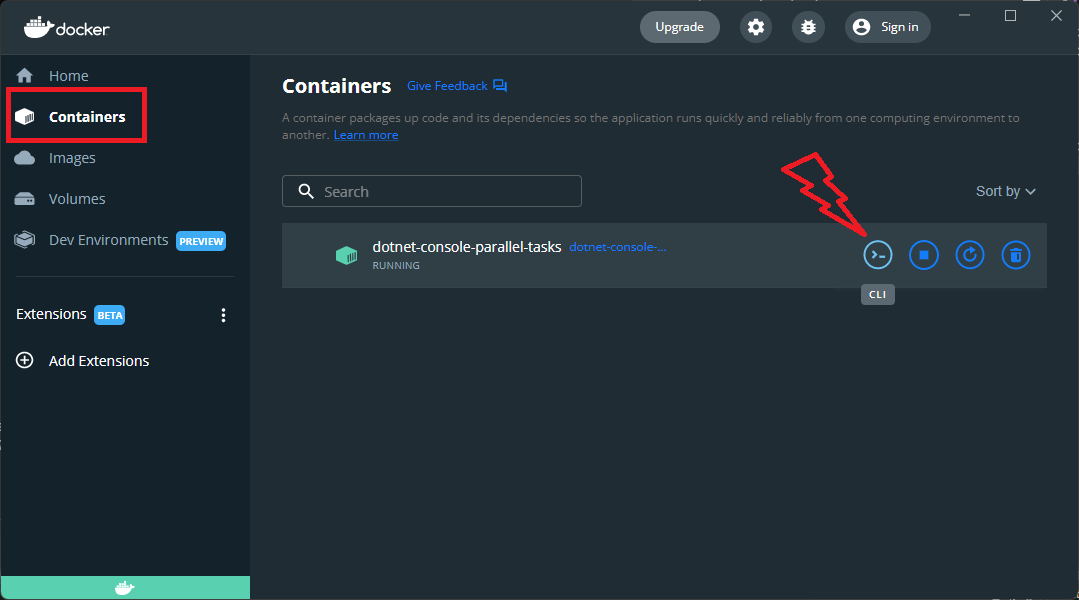 docker
Upgrade
Sign in
Home
Containers
Images
Volumes
Dev Environments PREVIEW
Extensions BETA
Add Extensions
Containers Give Feedback
A container packages up code and its dependencies so the application runs quickly and reliably from one computing environment to
another. Learn more
Search
Sort by
dotnet-console-parallel-tasks dotnet-console-...
RUNNING
CLI